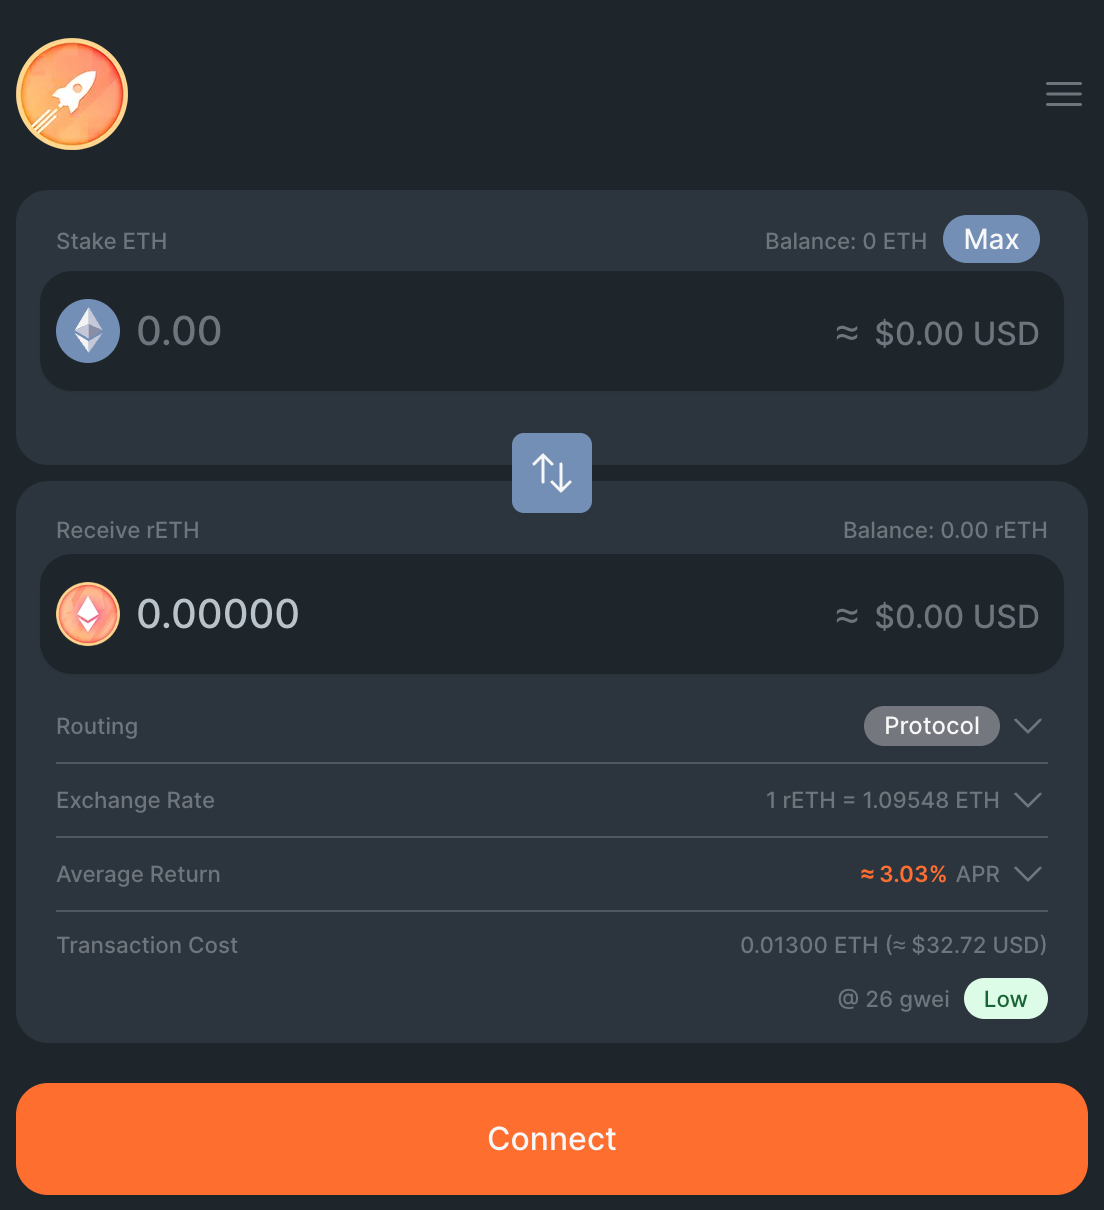 Stake ETH Balance: 0 ETH Max
0.00 ≈ $0.00 USD
Receive rETH Balance: 0.00 rETH
0.00000 ≈ $0.00 USD
Routing Protocol
Exchange Rate 1 rETH = 1.09548 ETH
Average Return ≈ 3.03% APR
Transaction Cost 0.01300 ETH (≈ $32.72 USD)
@ 26 gwei Low
Connect